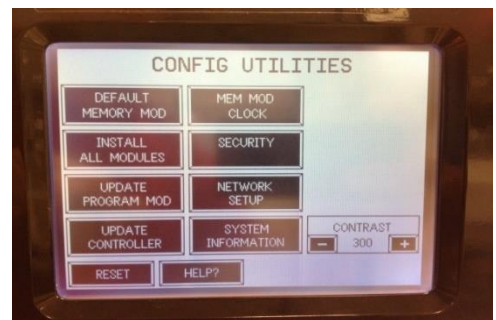 CONFIG UTILITIES
DEFAULT
MEMORY MOD
MEM MOD
CLOCK
INSTALL
ALL MODULES
SECURITY
UPDATE
PROGRAM MOD
NETWORK
SETUP
UPDATE
CONTROLLER
SYSTEM
INFORMATION
CONTRAST
- 300 +
RESET
HELP?